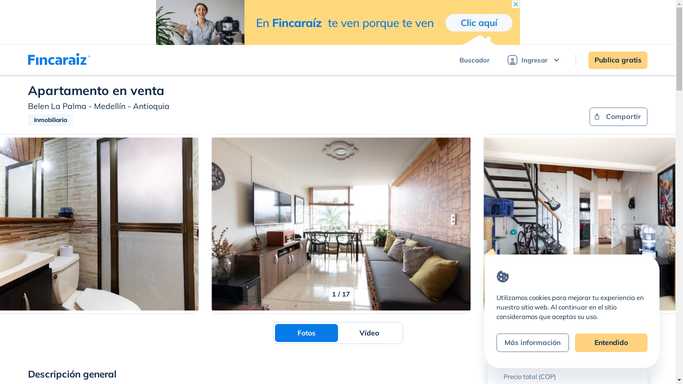 En Fincaraíz te ven porque te ven
Clic aquí
Fincaraiz
Buscador
Ingresar
Publica gratis
Apartamento en venta
Belen La Palma - Medellín - Antioquia
Inmobiliaria
Compartir
1 / 17
Fotos
Vídeo
Utilizamos cookies para mejorar tu experiencia en
nuestro sitio web. Al continuar en el sitio
consideramos que aceptas su uso.
Más información
Entendido
Descripción general
Precio total (COP)